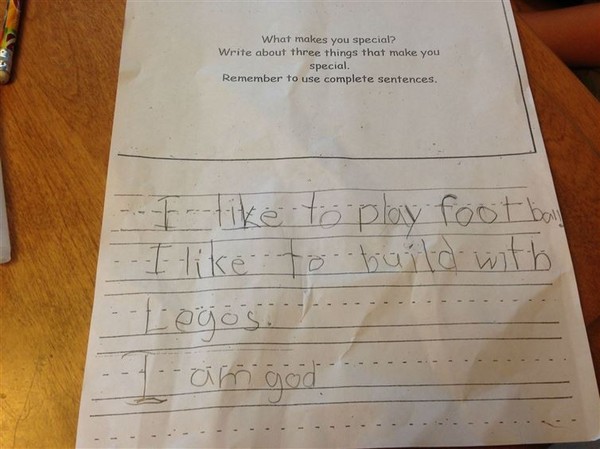 What makes you special?
Write about three things that make you
special.
Remember to use complete sentences.
I like to play football
I like to build with
Legos.
I am god